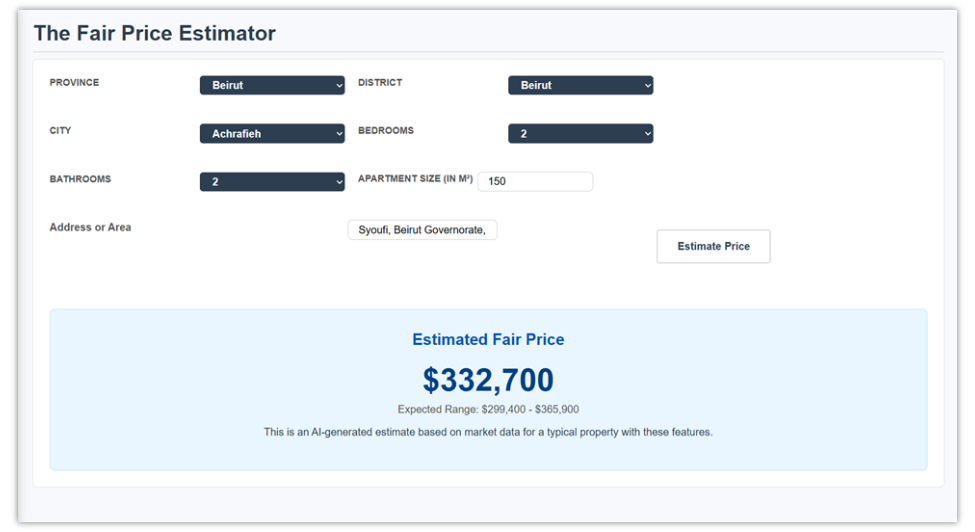 The Fair Price Estimator
PROVINCE
Beirut
DISTRICT
Beirut
CITY
Achrafieh
BEDROOMS
2
BATHROOMS
2
APARTMENT SIZE (IN M²)
150
Address or Area
Syoufi, Beirut Governorate,
Estimate Price
Estimated Fair Price
$332,700
Expected Range: $299,400 - $365,900
This is an AI-generated estimate based on market data for a typical property with these features.